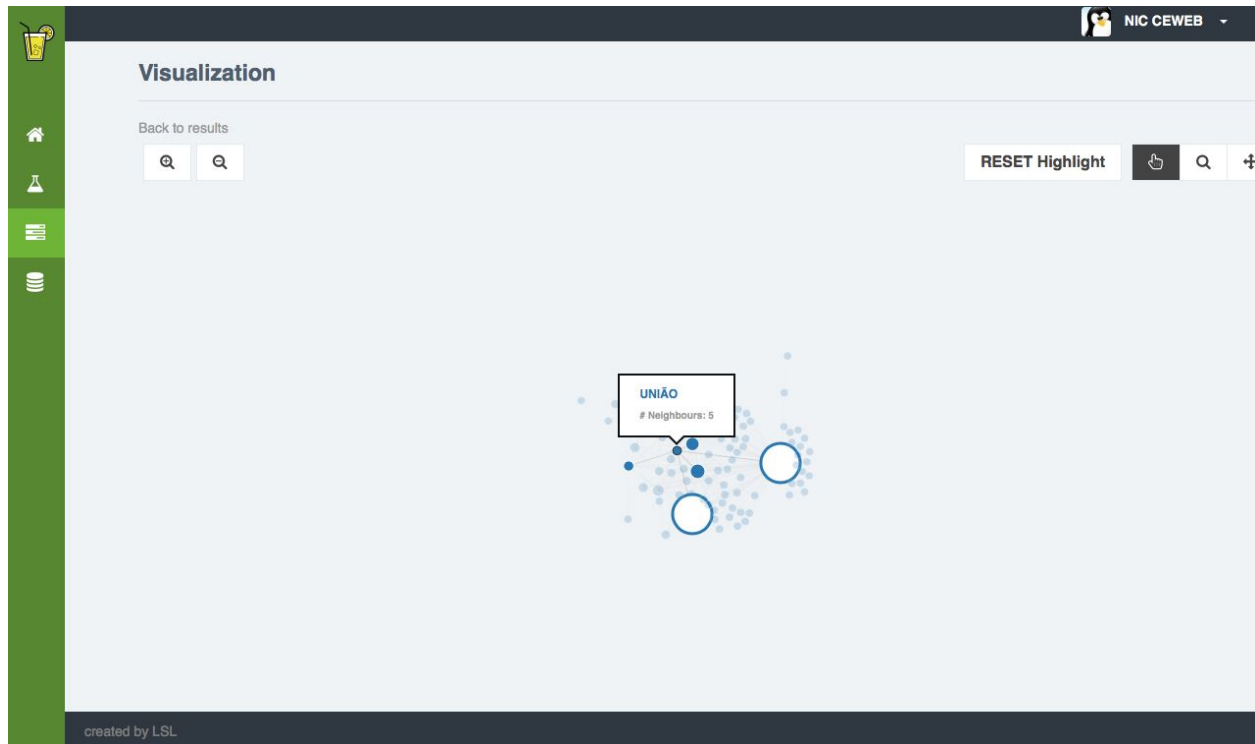 NIC CEWEB
Visualization
Back to results
RESET Highlight
UNIÃO
# Neighbours: 5
created by LSL